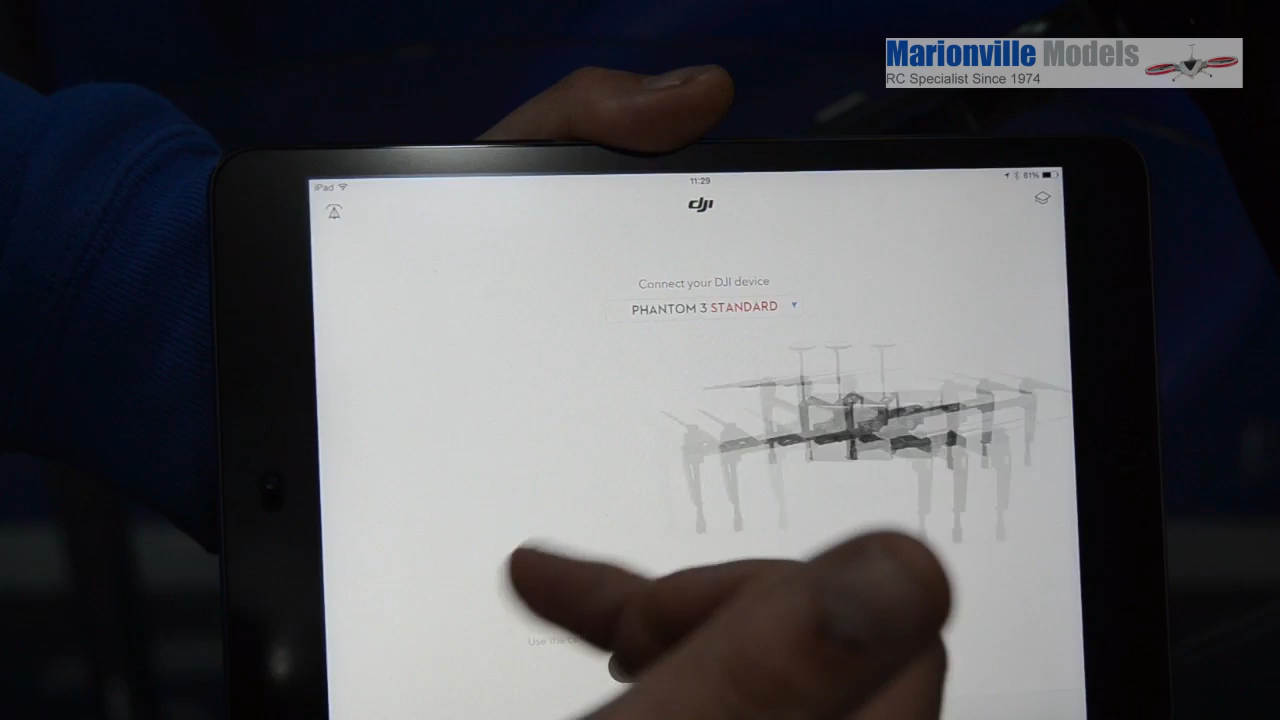 Marionville Models
RC Specialist Since 1974
iPad
11:29
61%
dji
Connect your DJI device
PHANTOM 3 STANDARD
Use the